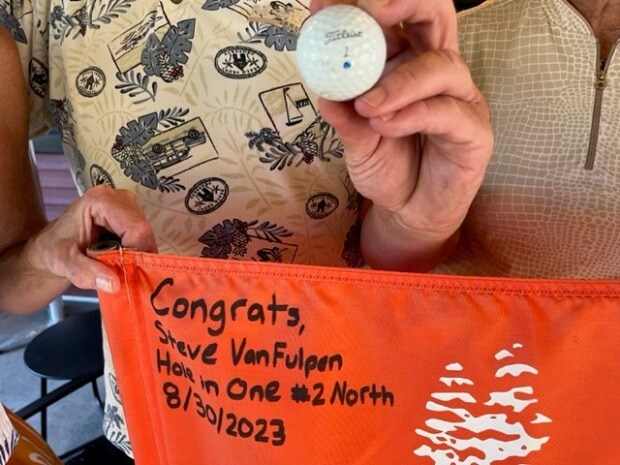 Titleist
1
Congrats,
Steve VanFulpen
Hole in One #2 North
8/30/2023